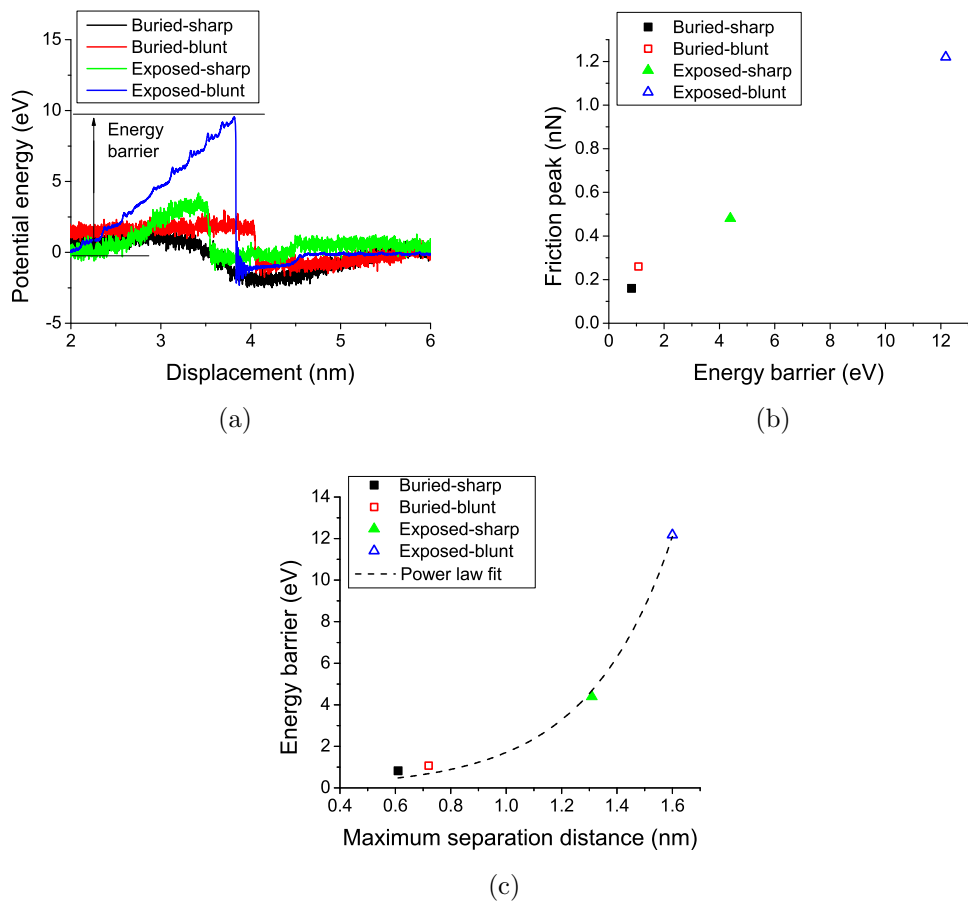 Buried-sharp
Buried-blunt
Exposed-sharp
Exposed-blunt
15
10
5
0
-5
Energy
barrier
Potential energy (eV)
2 3 4 5 6
Displacement (nm)
(a)
Buried-sharp
Buried-blunt
Exposed-sharp
Exposed-blunt
1.2
1.0
0.8
0.6
0.4
0.2
0.0
Friction peak (nN)
0 2 4 6 8 10 12
Energy barrier (eV)
(b)
Buried-sharp
Buried-blunt
Exposed-sharp
Exposed-blunt
Power law fit
14
12
10
8
6
4
2
0
Energy barrier (eV)
0.4 0.6 0.8 1.0 1.2 1.4 1.6
Maximum separation distance (nm)
(c)